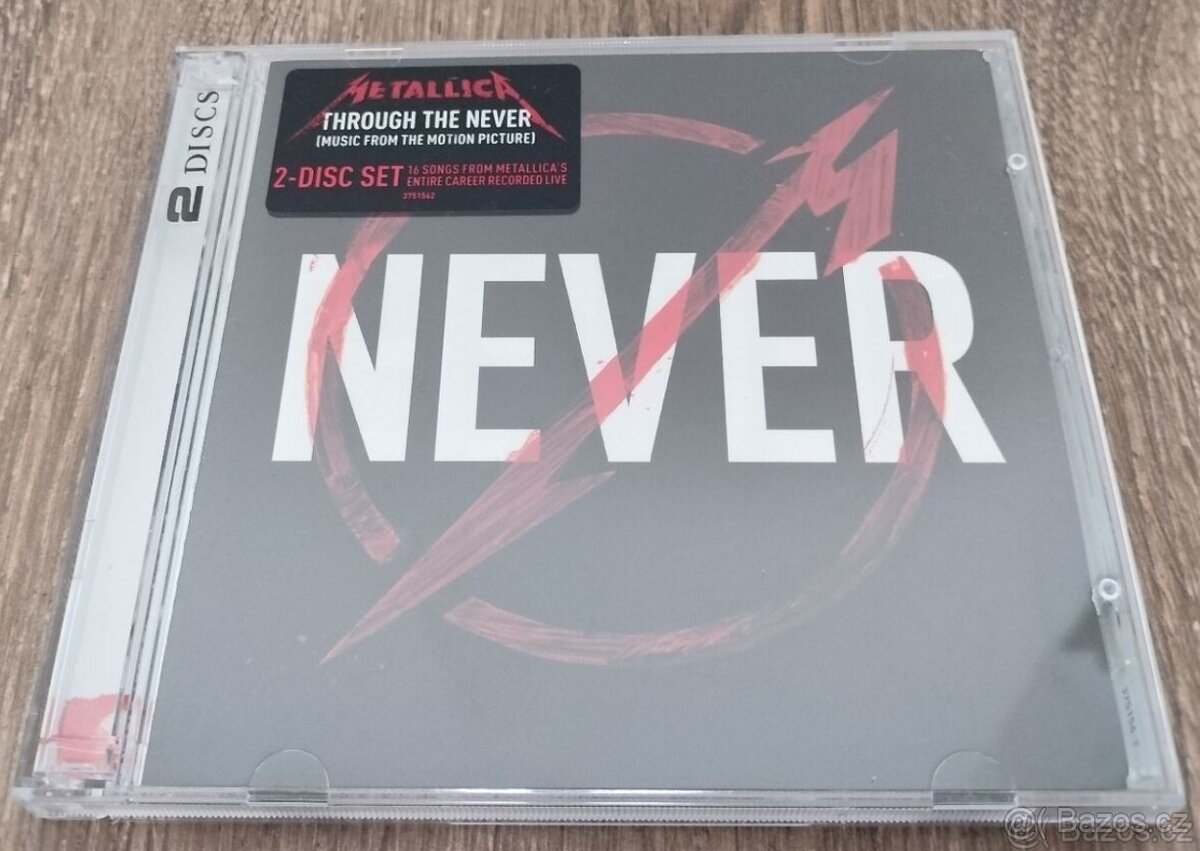 2 DISCS
METALLICA
THROUGH THE NEVER
(MUSIC FROM THE MOTION PICTURE)
2-DISC SET 16 SONGS FROM METALLICA'S
ENTIRE CAREER RECORDED LIVE
3751542
NEVER
@( Bazos.cz